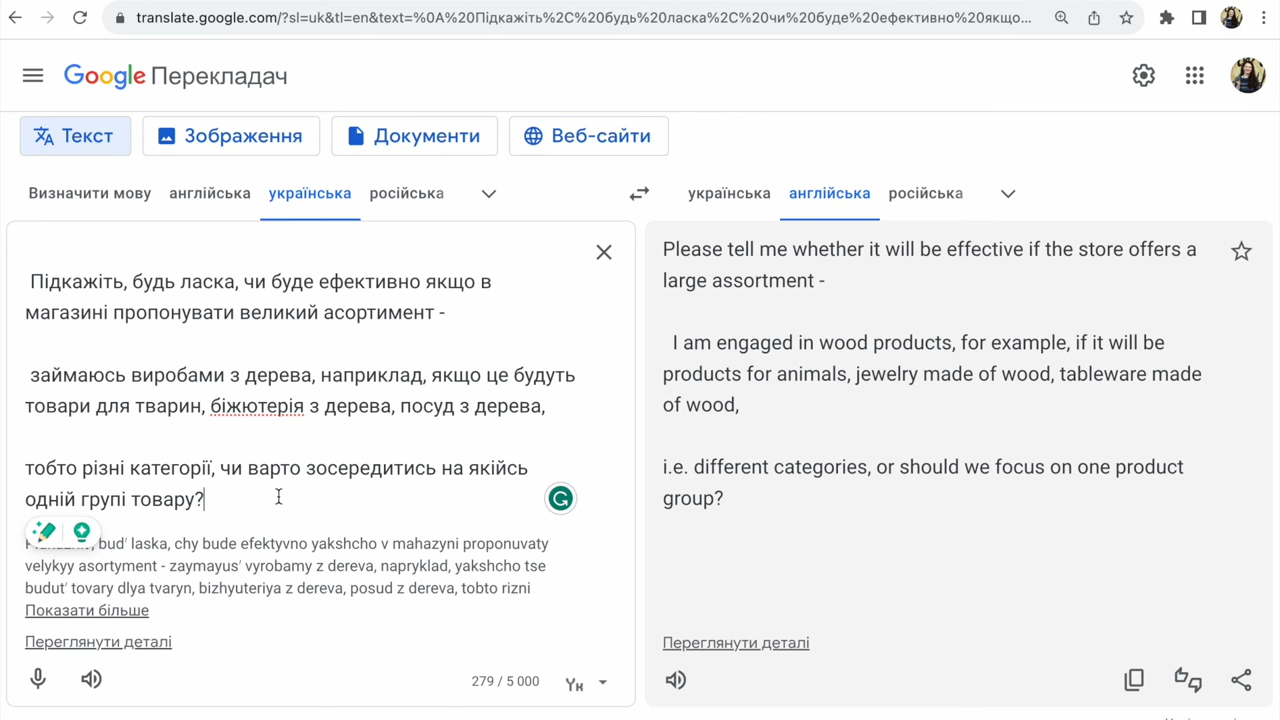 translate.google.com/?sl=uk&tl=en&text=%0A%20Підкажіть%2C%20будь%20ласка%2C%20чи%20буде%20ефективно%20якщо...
Google Перекладач
Текст
Зображення
Документи
Веб-сайти
Визначити мову англійська українська російська
українська англійська російська
Підкажіть, будь ласка, чи буде ефективно якщо в
магазині пропонувати великий асортимент -
займаюсь виробами з дерева, наприклад, якщо це будуть
товари для тварин, біжютерія з дерева, посуд з дерева,
тобто різні категорії, чи варто зосередитись на якійсь
одній групі товару?
budʹ laska, chy bude efektyvno yakshcho v mahazyni proponuvaty
velykyy asortyment - zaymayusʹ vyrobamy z dereva, napryklad, yakshcho tse
budutʹ tovary dlya tvaryn, bizhyuteriya z dereva, posud z dereva, tobto rizni
Показати більше
Переглянути деталі
279 / 5 000
Please tell me whether it will be effective if the store offers a
large assortment -
I am engaged in wood products, for example, if it will be
products for animals, jewelry made of wood, tableware made
of wood,
i.e. different categories, or should we focus on one product
group?
Переглянути деталі